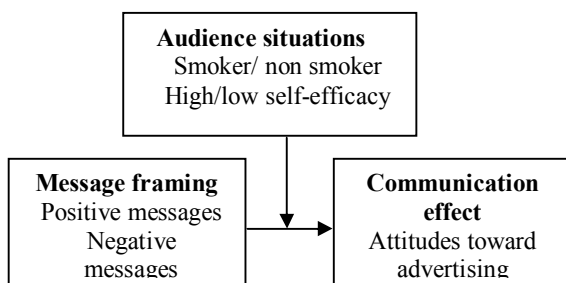 Audience situations
Smoker/ non smoker
High/low self-efficacy
Message framing
Positive messages
Negative
messages
Communication
effect
Attitudes toward
advertising